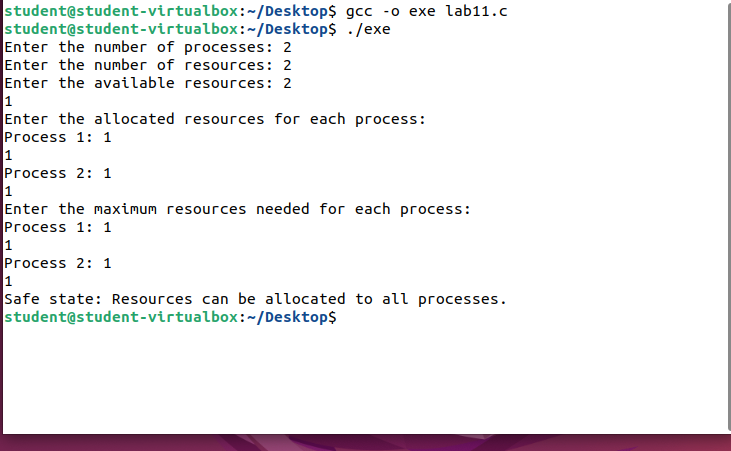 student@student-virtualbox:~/Desktop$ gcc -o exe lab11.c
student@student-virtualbox:~/Desktop$ ./exe
Enter the number of processes: 2
Enter the number of resources: 2
Enter the available resources: 2
1
Enter the allocated resources for each process:
Process 1: 1
1
Process 2: 1
1
Enter the maximum resources needed for each process:
Process 1: 1
1
Process 2: 1
1
Safe state: Resources can be allocated to all processes.
student@student-virtualbox:~/Desktop$